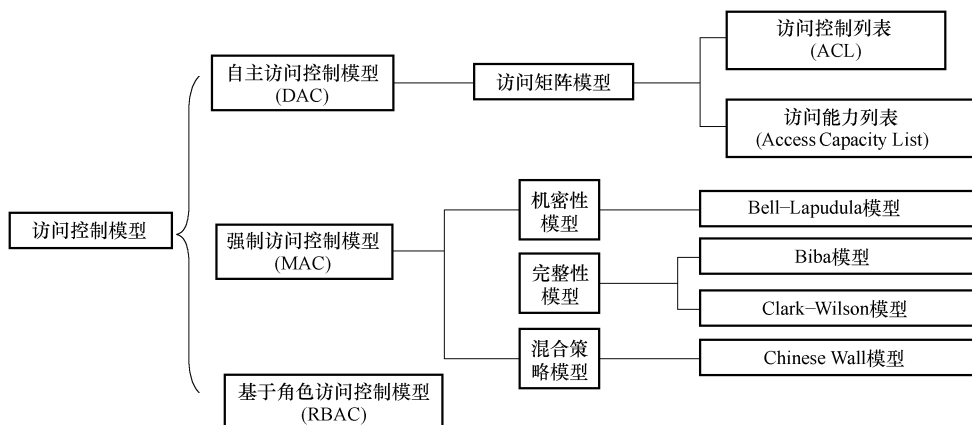 访问控制模型
自主访问控制模型
(DAC)
访问矩阵模型
访问控制列表
(ACL)
访问能力列表
(Access Capacity List)
强制访问控制模型
(MAC)
机密性
模型
Bell-Lapudula模型
完整性
模型
Biba模型
Clark-Wilson模型
混合策
略模型
Chinese Wall模型
基于角色访问控制模型
(RBAC)